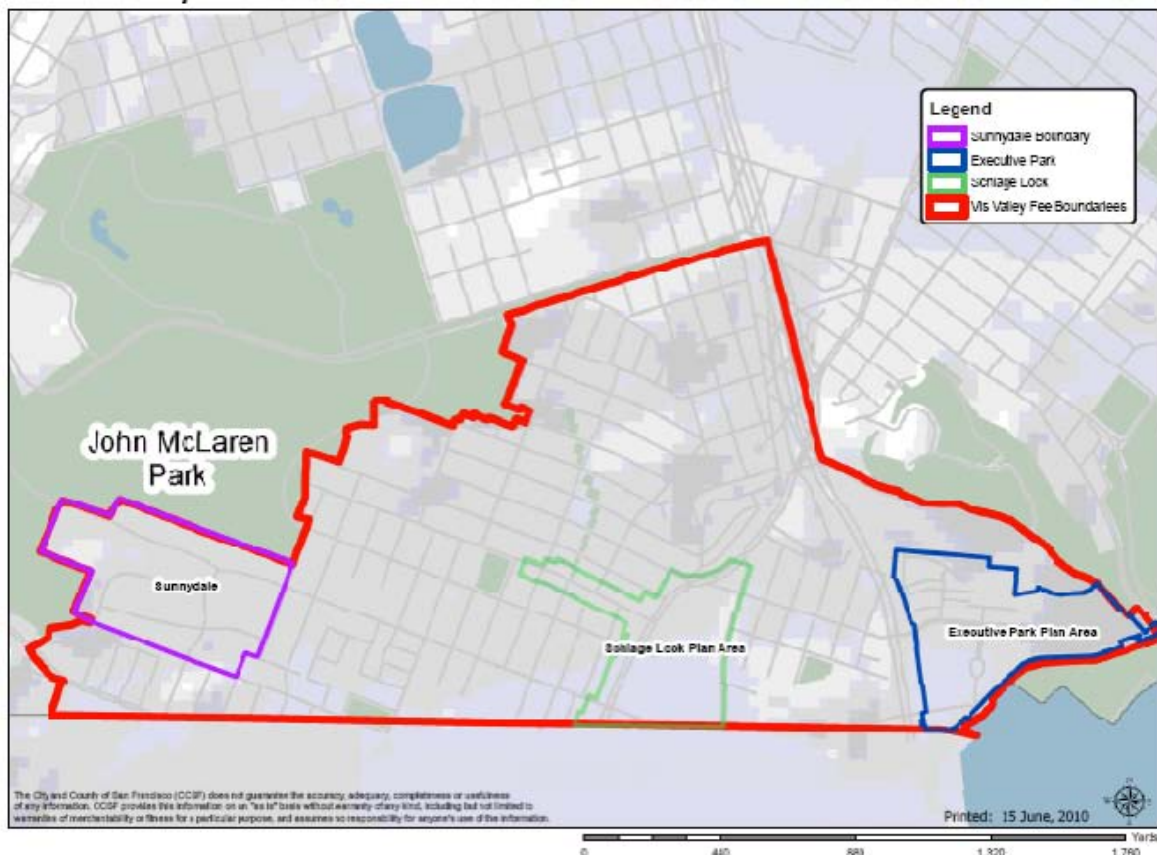 Legend
Sunnydale Boundary
Executive Park
Schlage Lock
Vis Valley Fee Boundariees
John McLaren
Park
Sunnydale
Schlage Lock Plan Area
Executive Park Plan Area
The City and County of San Francisco (CCSF) does not guarantee the accuracy, adequacy, completeness or usefulness
of any information. CCSF provides this information on an "as is" basis without warranty of any kind, including but not limited to
warranties of merchantability or fitness for a particular purpose, and assumes no responsibility for anyone's use of the information.
Printed: 15 June, 2010
Yards
0 440 880 1,320 1,760